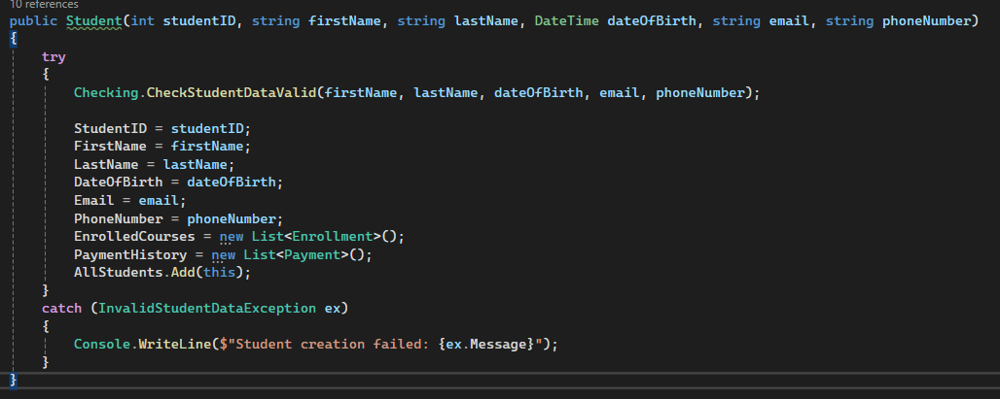 10 references
public Student(int studentID, string firstName, string lastName, DateTime dateOfBirth, string email, string phoneNumber)
{
try
{
Checking.CheckStudentDataValid(firstName, lastName, dateOfBirth, email, phoneNumber);
StudentID = studentID;
FirstName = firstName;
LastName = lastName;
DateOfBirth = dateOfBirth;
Email = email;
PhoneNumber = phoneNumber;
EnrolledCourses = new List<Enrollment>();
PaymentHistory = new List<Payment>();
AllStudents.Add(this);
}
catch (InvalidStudentDataException ex)
{
Console.WriteLine($"Student creation failed: {ex.Message}");
}
}